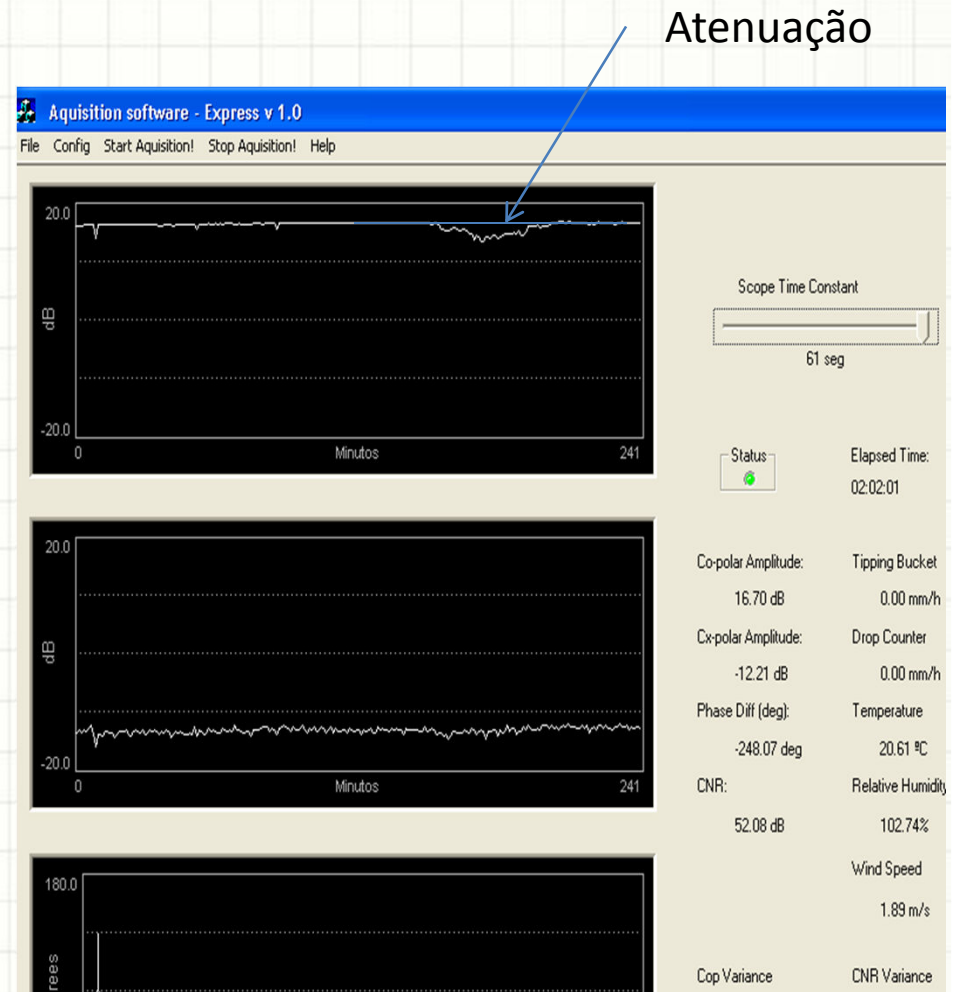 Atenuação
Aquisition software - Express v 1.0
File Config Start Aquisition! Stop Aquisition! Help
20.0
dB
-20.0
0 Minutos 241
Scope Time Constant
61 seg
Status
Elapsed Time:
02:02:01
20.0
dB
-20.0
0 Minutos 241
Co-polar Amplitude: Tipping Bucket
16.70 dB 0.00 mm/h
Cx-polar Amplitude: Drop Counter
-12.21 dB 0.00 mm/h
Phase Diff (deg): Temperature
-248.07 deg 20.61 ºC
CNR: Relative Humidity
52.08 dB 102.74%
Wind Speed
1.89 m/s
180.0
rees
Cop Variance CNR Variance